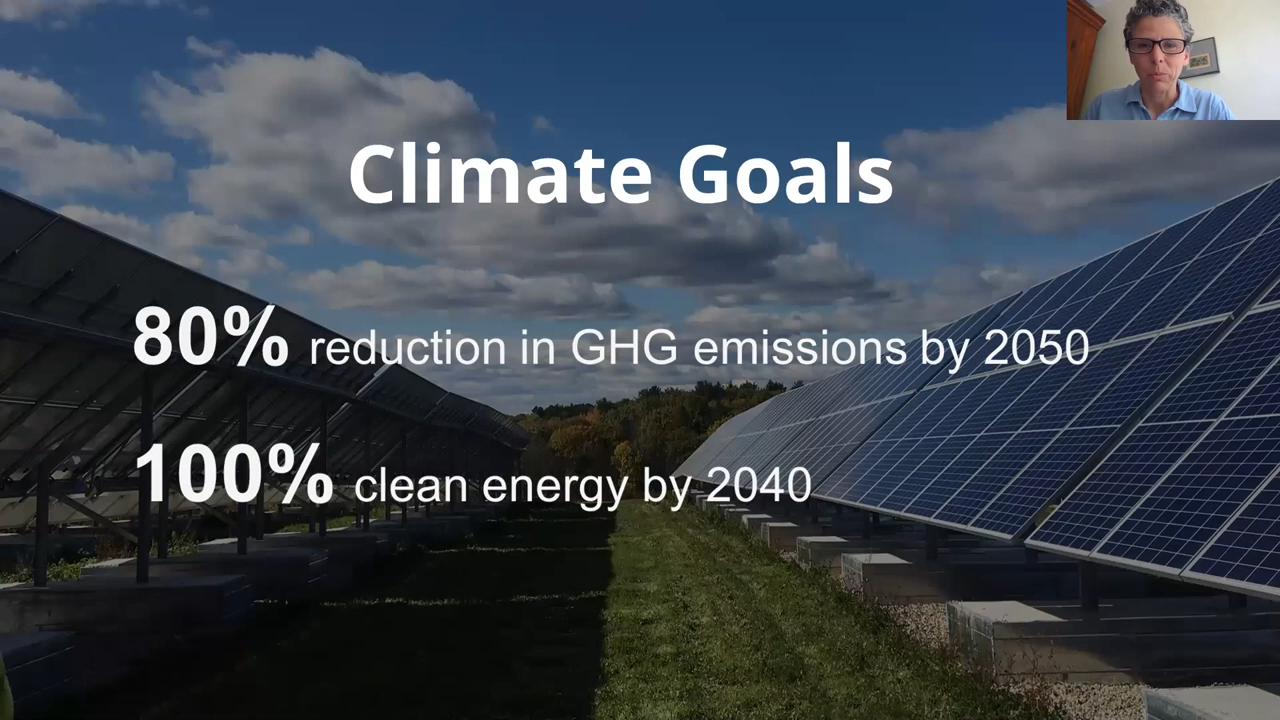 Climate Goals
80% reduction in GHG emissions by 2050
100% clean energy by 2040